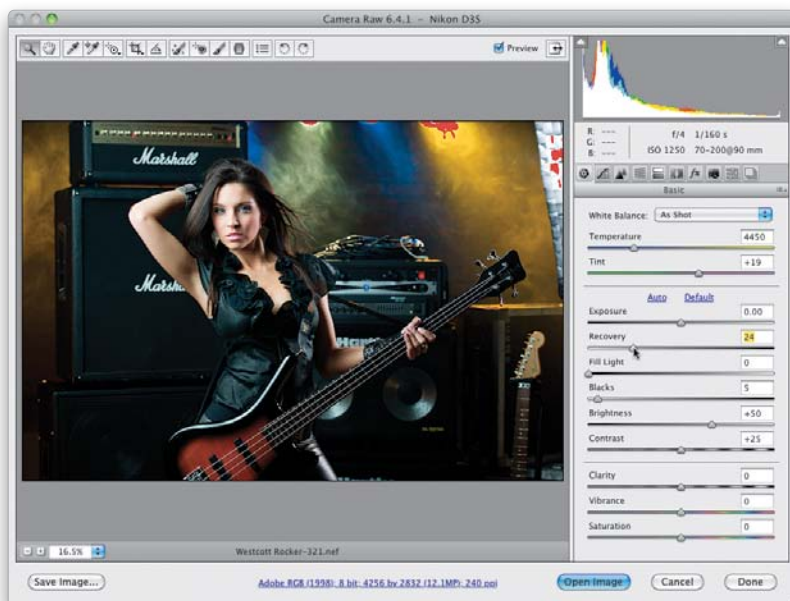 Camera Raw 6.4.1 – Nikon D3S
Preview
R: ---
G: ---
B: ---
f/4 1/160 s
ISO 1250 70–200@90 mm
fx
Basic
White Balance: As Shot
Temperature 4450
Tint +19
Auto Default
Exposure 0.00
Recovery 24
Fill Light 0
Blacks 5
Brightness +50
Contrast +25
Clarity 0
Vibrance 0
Saturation 0
Marshall
Marsha
Hart
16.5%
Westcott Rocker-321.nef
Save Image...
Adobe RGB (1998); 8 bit; 4256 by 2832 (12.1MP); 240 ppi
Open Image
Cancel
Done